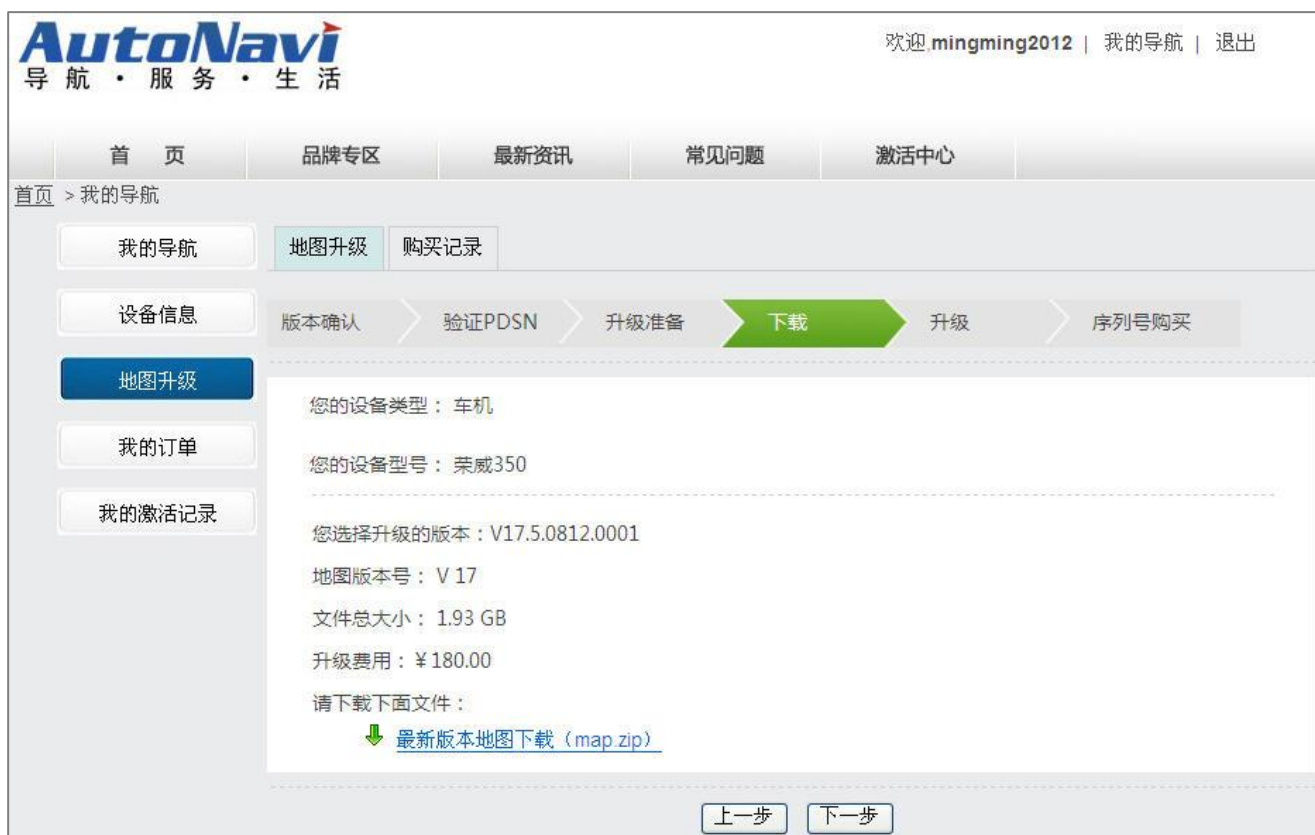 AutoNavi
导航·服务·生活
欢迎,mingming2012 | 我的导航 | 退出
首 页 品牌专区 最新资讯 常见问题 激活中心
首页 >我的导航
我的导航
设备信息
地图升级
我的订单
我的激活记录
地图升级 购买记录
版本确认 验证PDSN 升级准备 下载 升级 序列号购买
您的设备类型： 车机
您的设备型号： 荣威350
您选择升级的版本：V17.5.0812.0001
地图版本号： V 17
文件总大小： 1.93 GB
升级费用：￥180.00
请下载下面文件：
最新版本地图下载（map.zip）
上一步 下一步